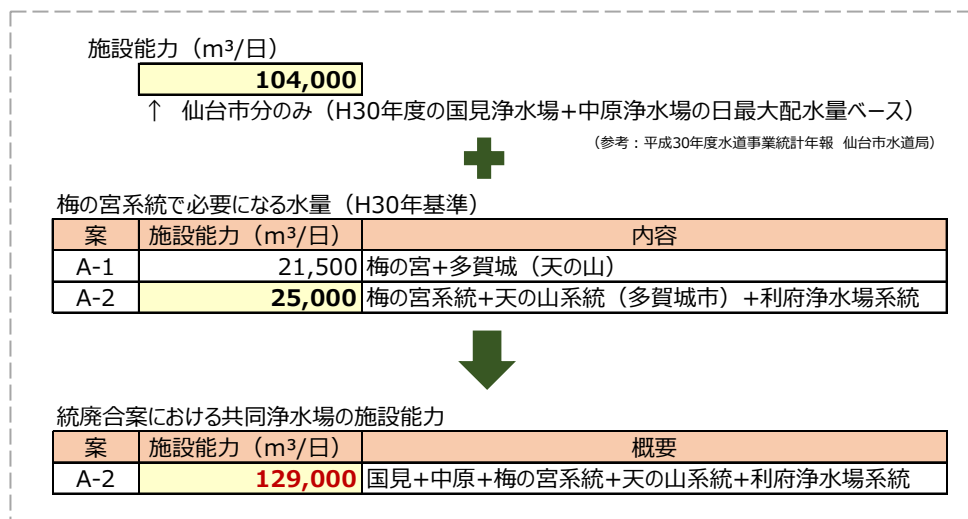 施設能力（m³/日）
104,000
↑ 仙台市分のみ（H30年度の国見浄水場+中原浄水場の日最大配水量ベース）
（参考：平成30年度水道事業統計年報 仙台市水道局）
梅の宮系統で必要になる水量（H30年基準）
案 施設能力（m³/日） 内容
A-1 21,500 梅の宮+多賀城（天の山）
A-2 25,000 梅の宮系統+天の山系統（多賀城市）+利府浄水場系統
統廃合案における共同浄水場の施設能力
案 施設能力（m³/日） 概要
A-2 129,000 国見+中原+梅の宮系統+天の山系統+利府浄水場系統